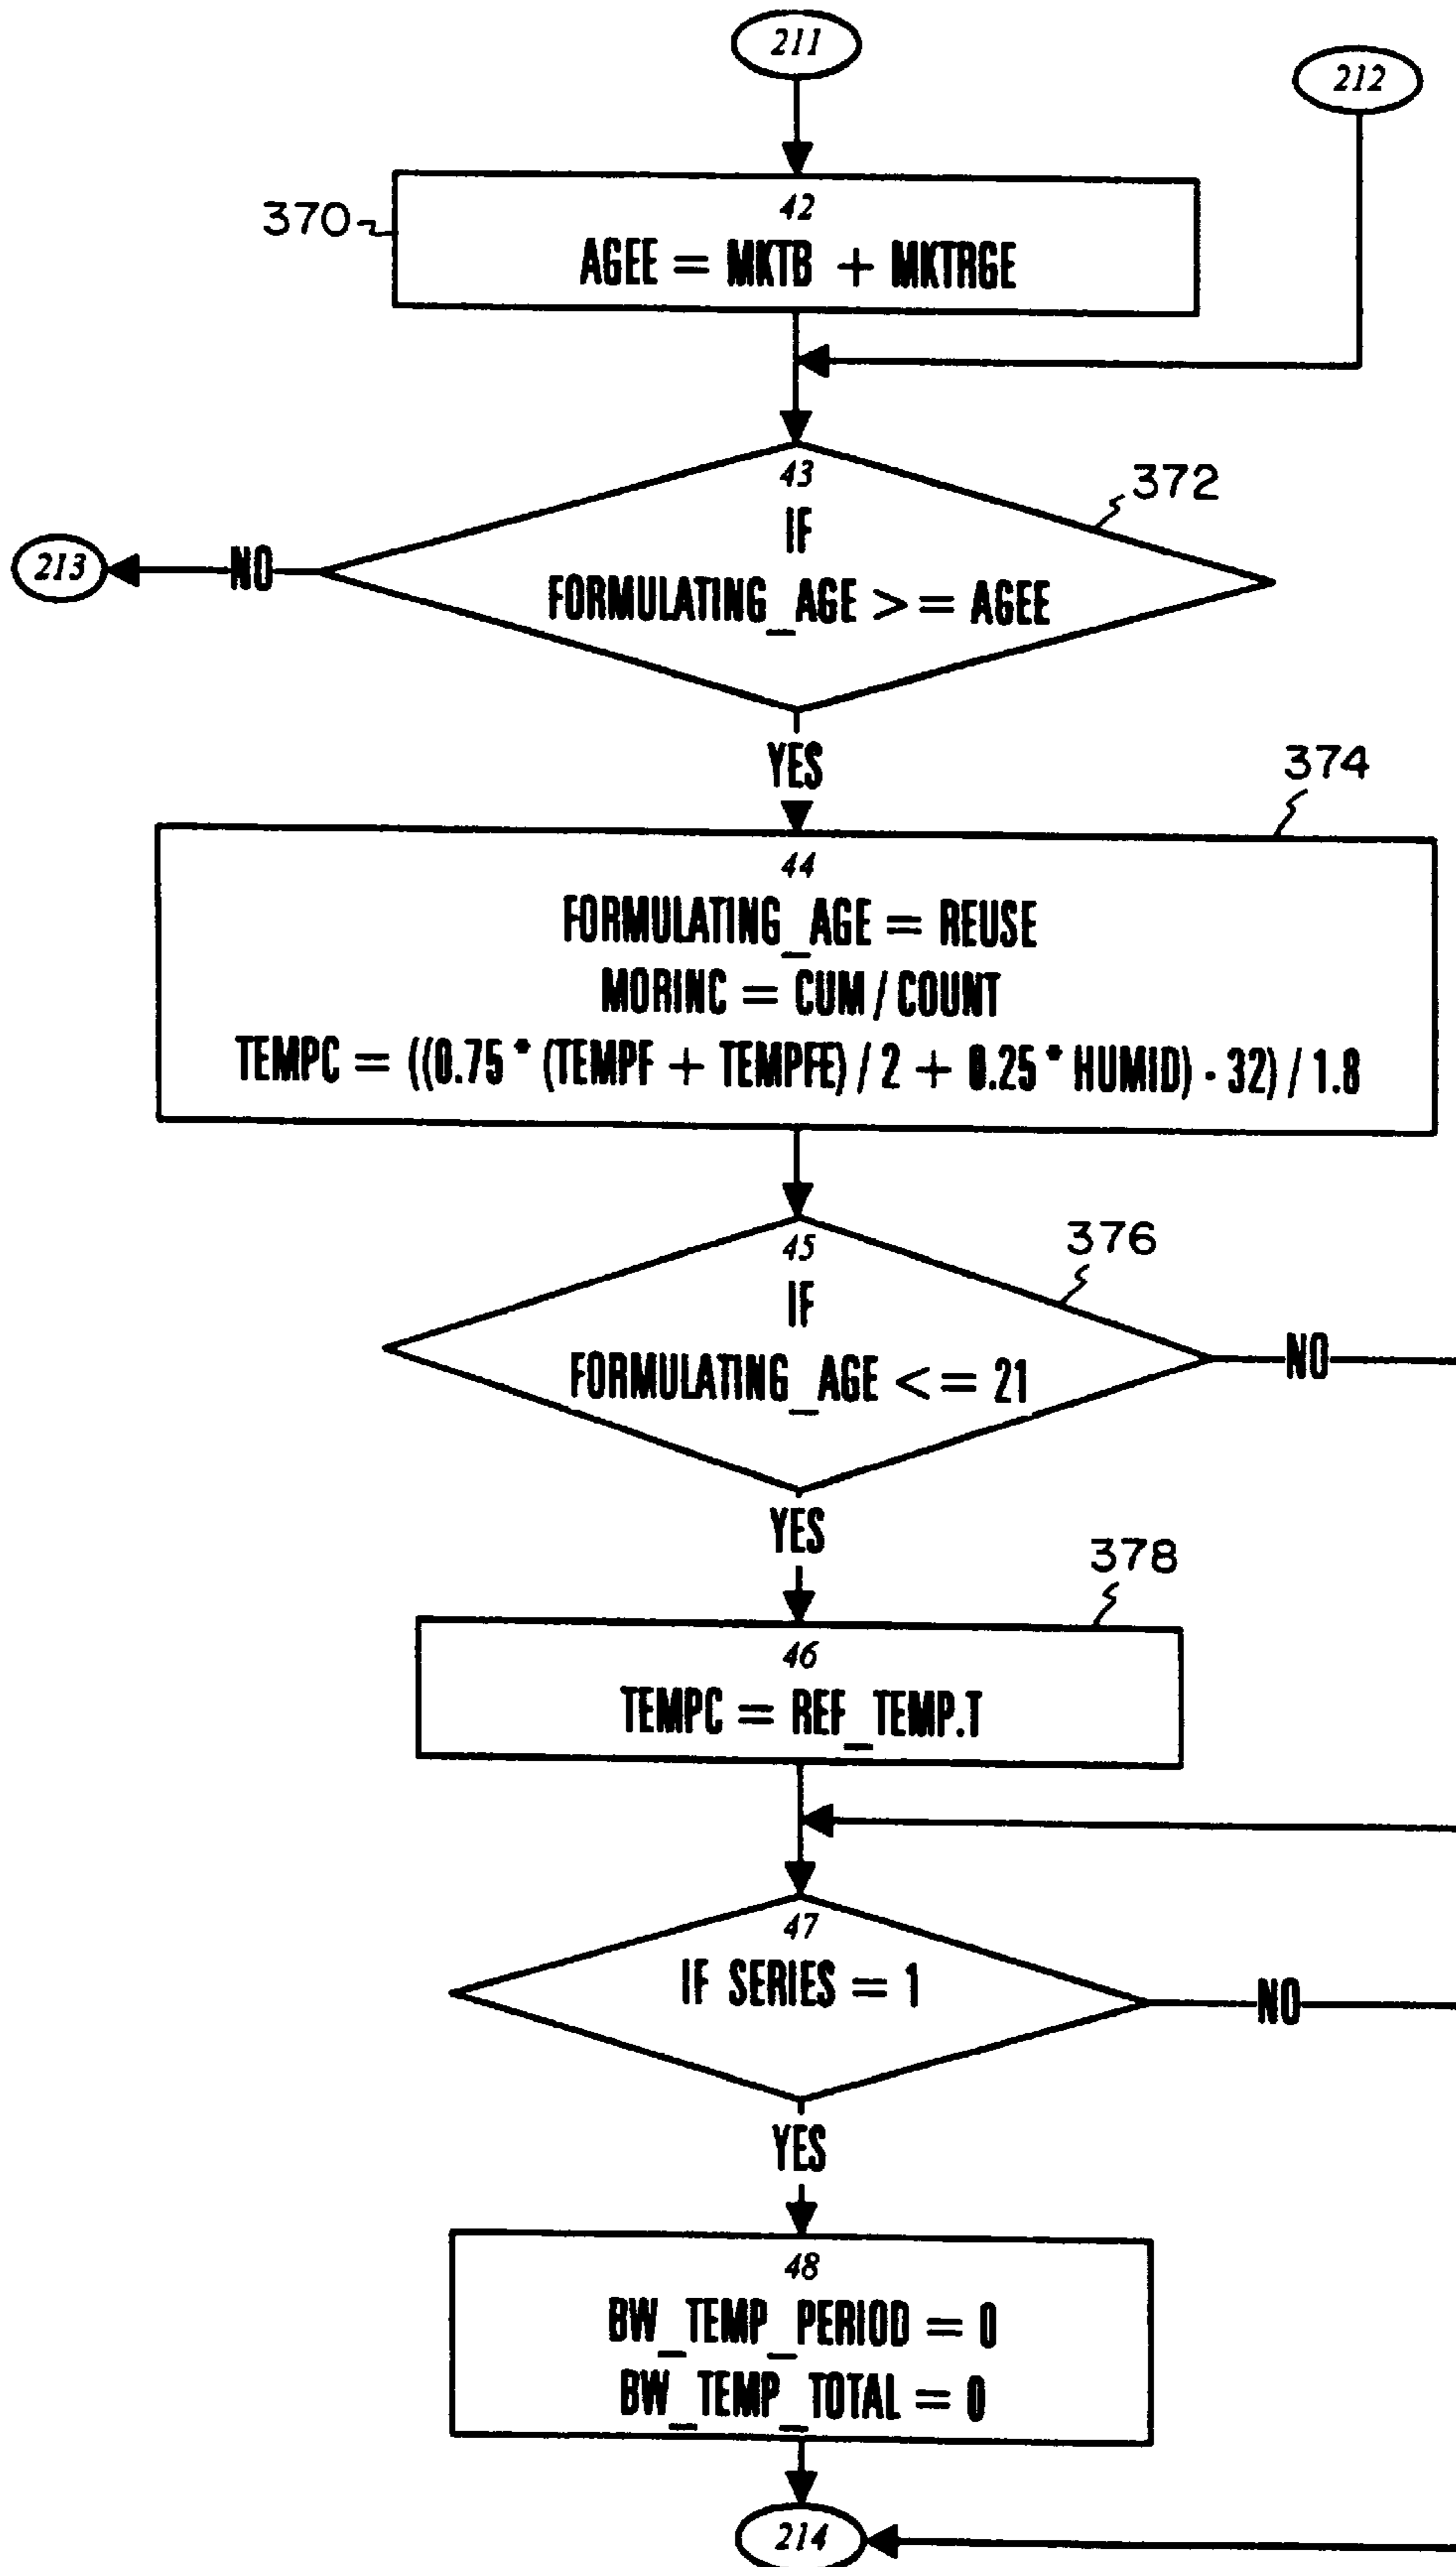 211
212
370
42
AGEE = MKTB + MKTRGE
43
372
IF
FORMULATING_AGE > = AGEE
213
NO
YES
374
44
FORMULATING_AGE = REUSE
MORINC = CUM / COUNT
TEMPC = ((0.75 * (TEMPF + TEMPFE) / 2 + 0.25 * HUMID) - 32) / 1.8
45
376
IF
FORMULATING_AGE < = 21
NO
YES
378
46
TEMPC = REF_TEMP.T
47
IF SERIES = 1
NO
YES
48
BW_TEMP_PERIOD = 0
BW_TEMP_TOTAL = 0
214